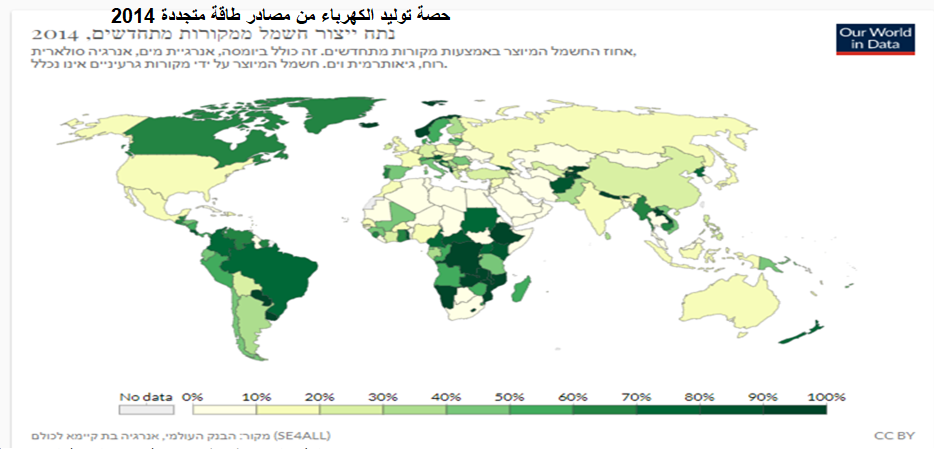 حصة توليد الكهرباء من مصادر طاقة متجددة 2014
נתח ייצור חשמל ממקורות מתחדשים, 2014
אחוז החשמל המיוצר באמצעות מקורות מתחדשים. זה כולל ביומסה, אנרגיית מים, אנרגיה סולארית,
רוח, גיאותרמית וים. חשמל המיוצר על ידי מקורות גרעיניים אינו נכלל.
Our World
in Data
No data 0% 10% 20% 30% 40% 50% 60% 70% 80% 90% 100%
מקור: הבנק העולמי, אנרגיה בת קיימא לכולם (SE4ALL)
CC BY